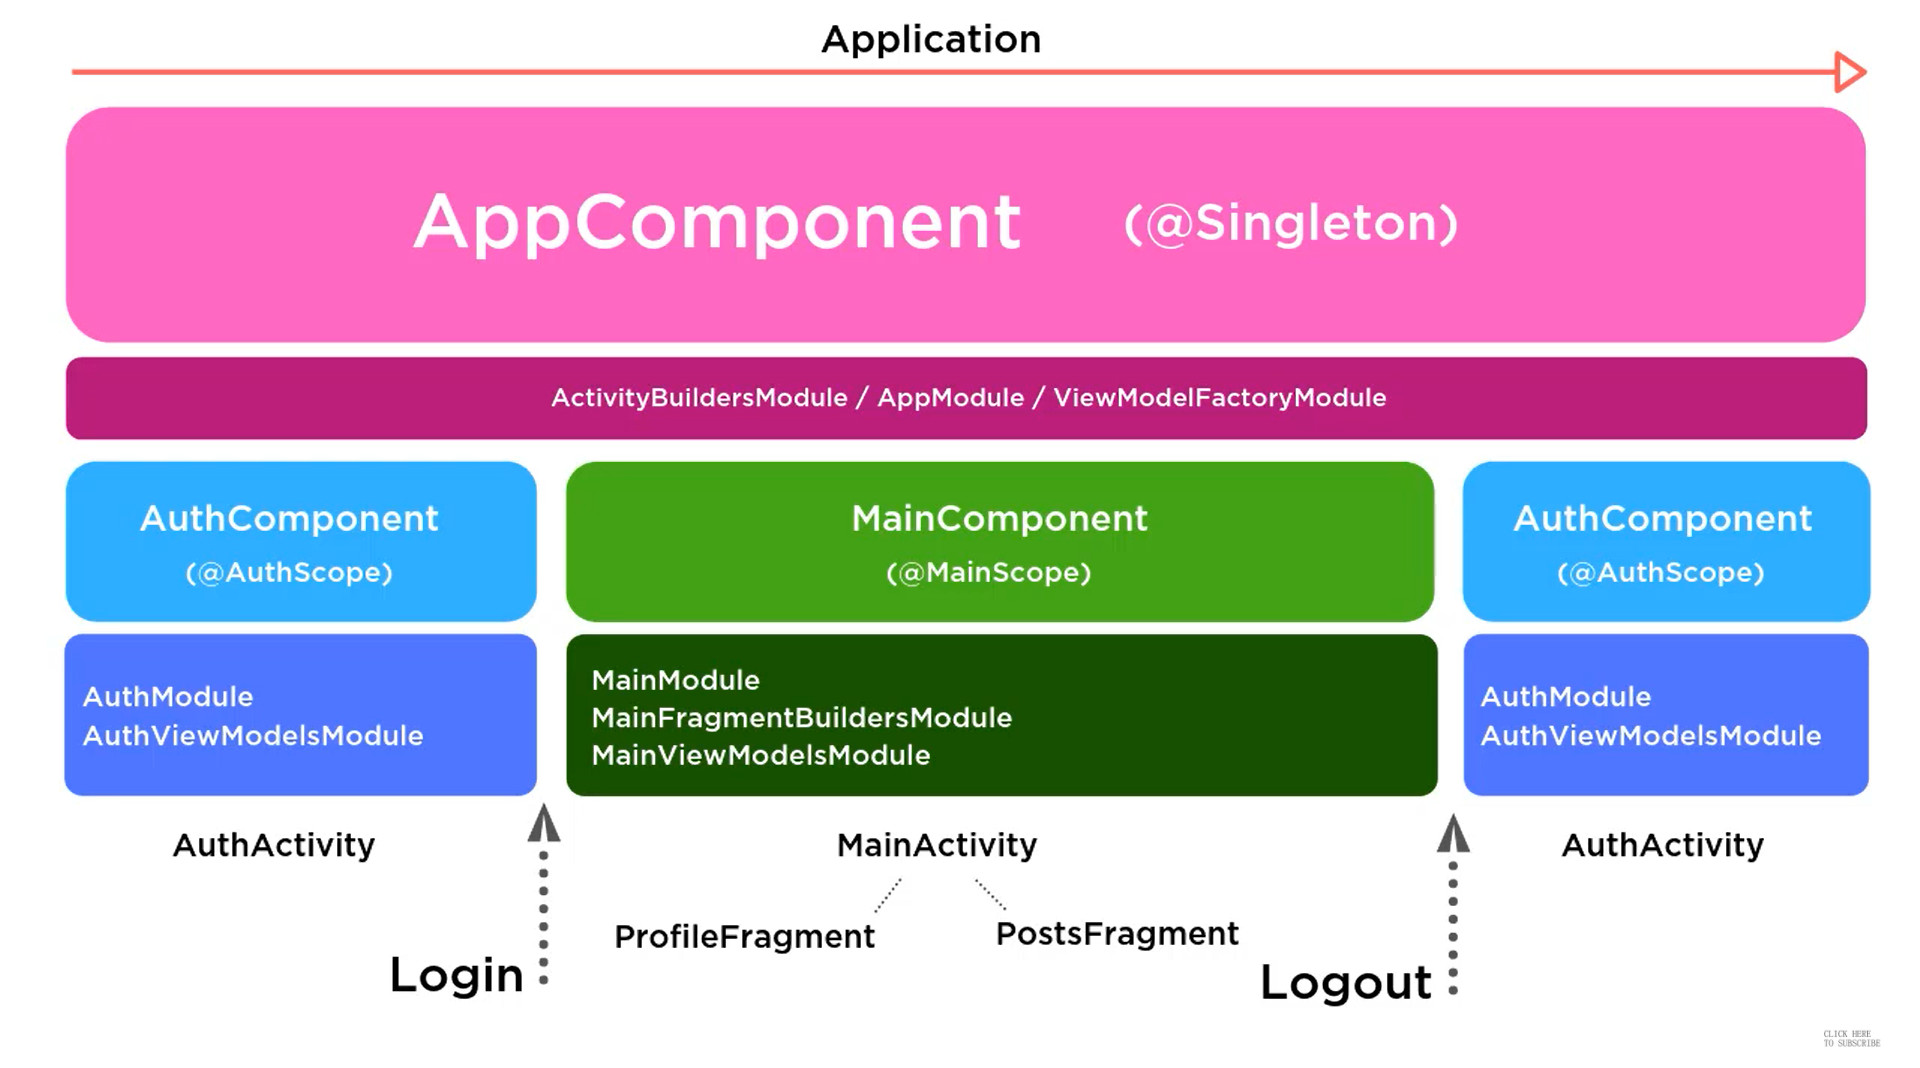 Application
AppComponent (@Singleton)
ActivityBuildersModule / AppModule / ViewModelFactoryModule
AuthComponent
(@AuthScope)
MainComponent
(@MainScope)
AuthComponent
(@AuthScope)
AuthModule
AuthViewModelsModule
MainModule
MainFragmentBuildersModule
MainViewModelsModule
AuthModule
AuthViewModelsModule
AuthActivity
MainActivity
AuthActivity
ProfileFragment
PostsFragment
Login
Logout
CLICK HERE
TO SUBSCRIBE